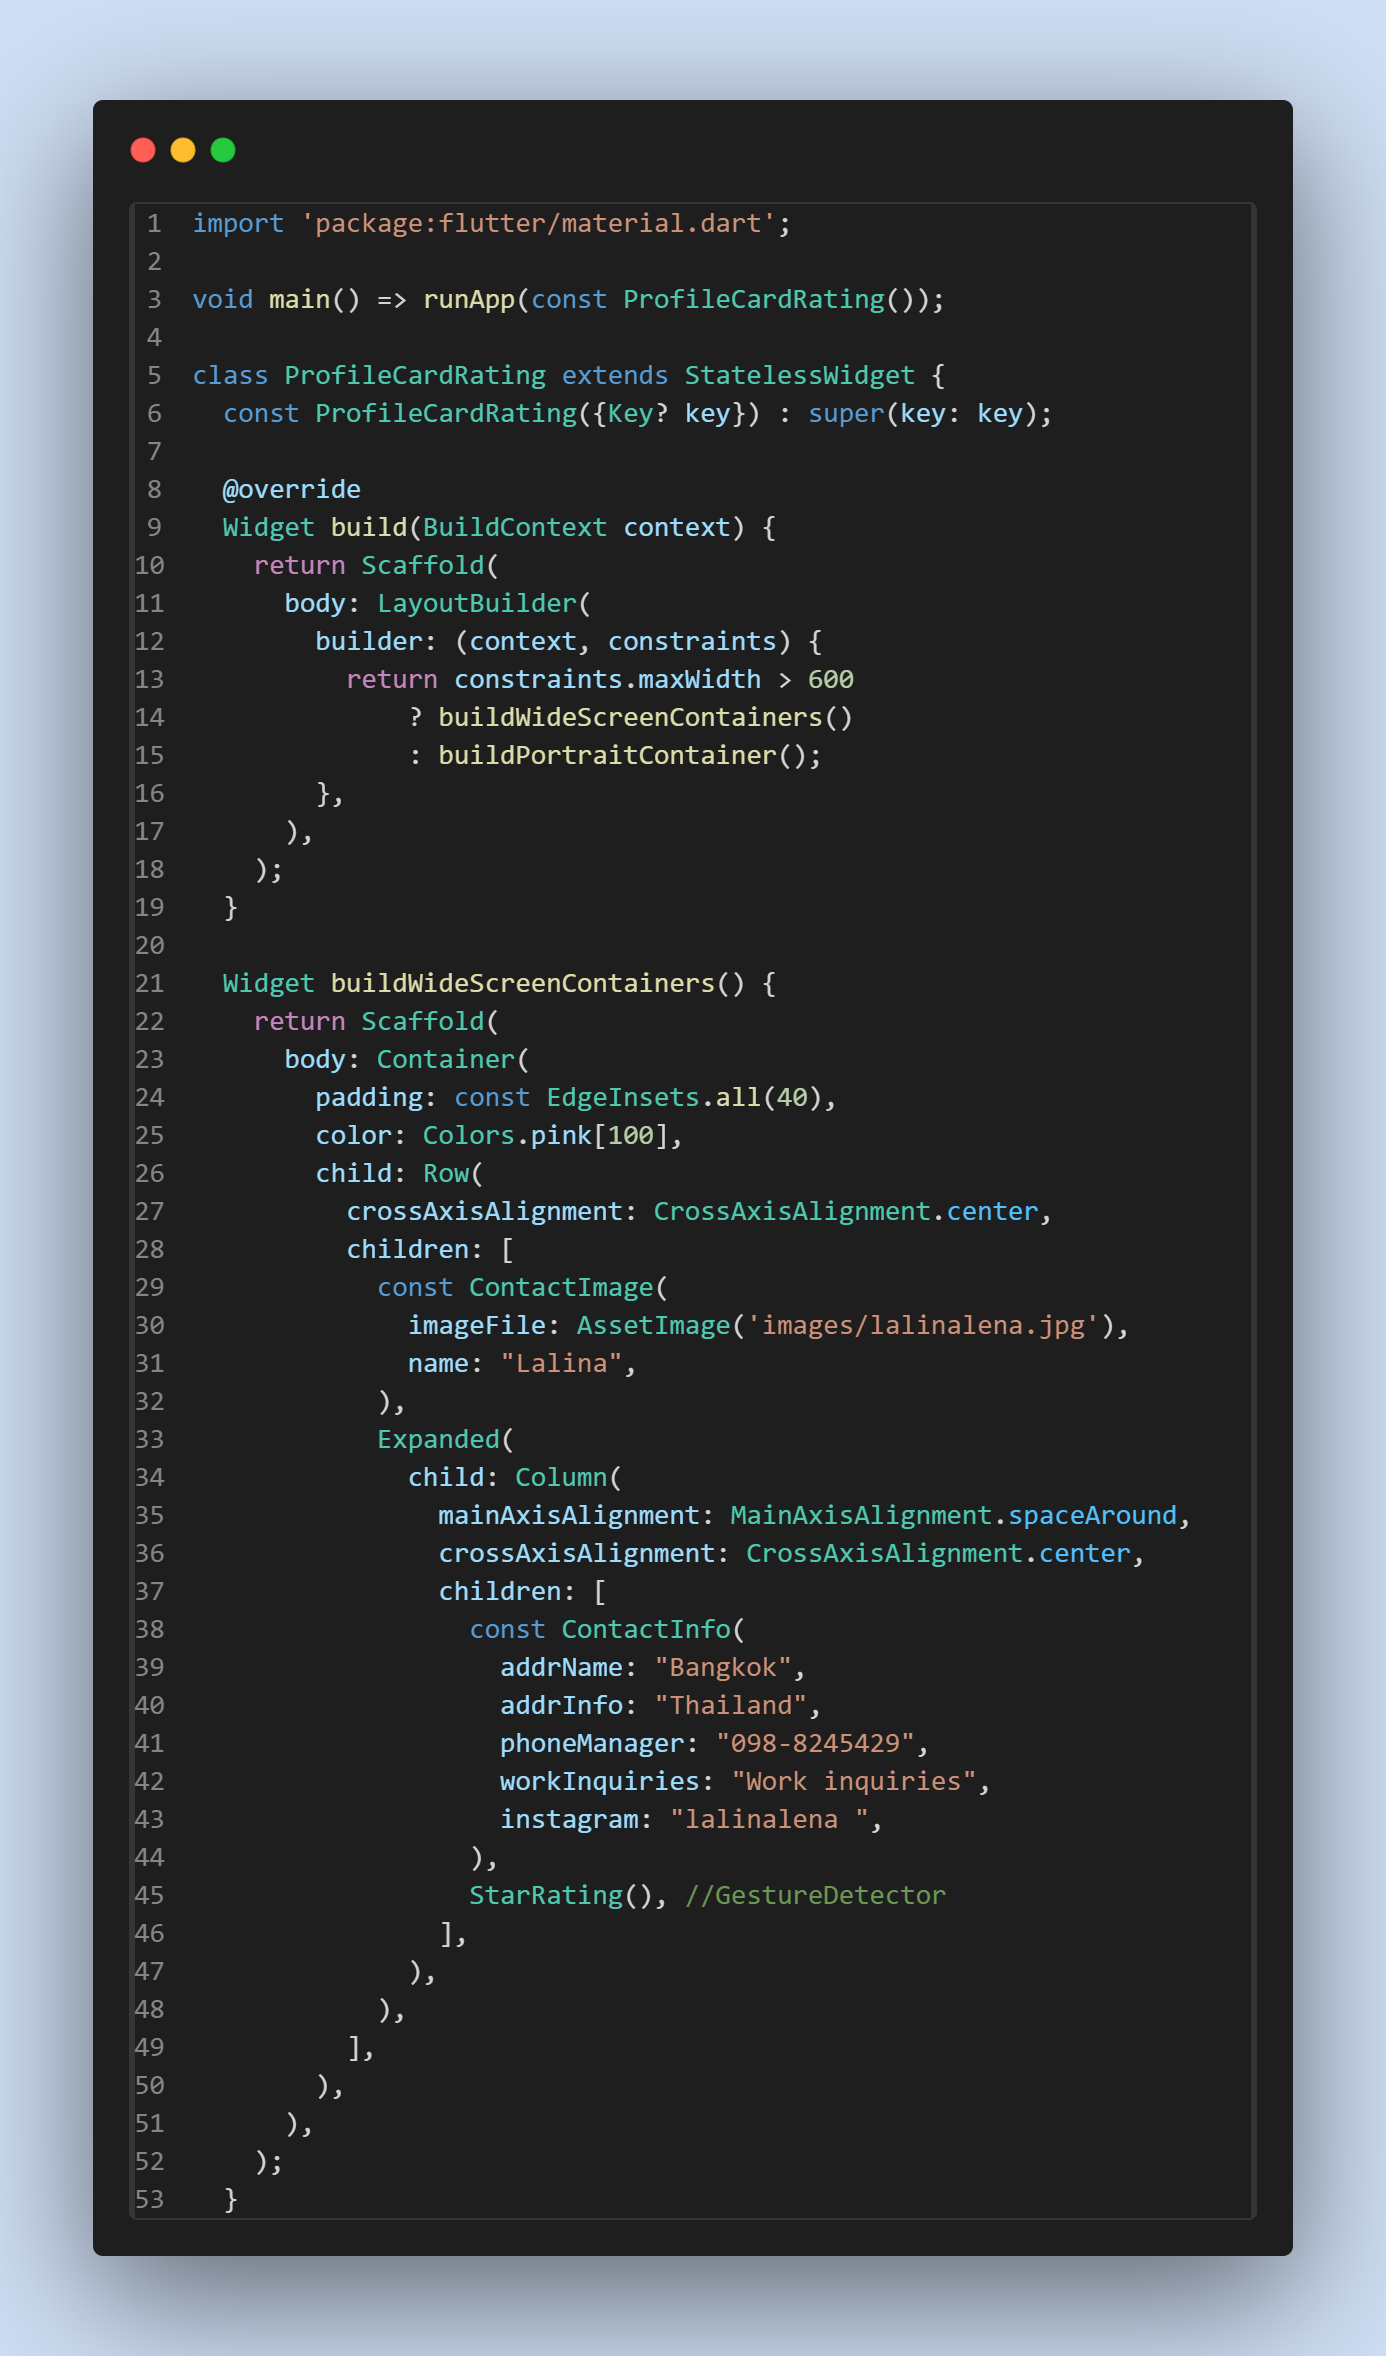 1 import 'package:flutter/material.dart';
2
3 void main() => runApp(const ProfileCardRating());
4
5 class ProfileCardRating extends StatelessWidget {
6   const ProfileCardRating({Key? key}) : super(key: key);
7
8   @override
9   Widget build(BuildContext context) {
10     return Scaffold(
11       body: LayoutBuilder(
12         builder: (context, constraints) {
13           return constraints.maxWidth > 600
14               ? buildWideScreenContainers()
15               : buildPortraitContainer();
16         },
17       ),
18     );
19   }
20
21   Widget buildWideScreenContainers() {
22     return Scaffold(
23       body: Container(
24         padding: const EdgeInsets.all(40),
25         color: Colors.pink[100],
26         child: Row(
27           crossAxisAlignment: CrossAxisAlignment.center,
28           children: [
29             const ContactImage(
30               imageFile: AssetImage('images/lalinalena.jpg'),
31               name: "Lalina",
32             ),
33             Expanded(
34               child: Column(
35                 mainAxisAlignment: MainAxisAlignment.spaceAround,
36                 crossAxisAlignment: CrossAxisAlignment.center,
37                 children: [
38                   const ContactInfo(
39                     addrName: "Bangkok",
40                     addrInfo: "Thailand",
41                     phoneManager: "098-8245429",
42                     workInquiries: "Work inquiries",
43                     instagram: "lalinalena ",
44                   ),
45                   StarRating(), //GestureDetector
46                 ],
47               ),
48             ),
49           ],
50         ),
51       ),
52     );
53   }